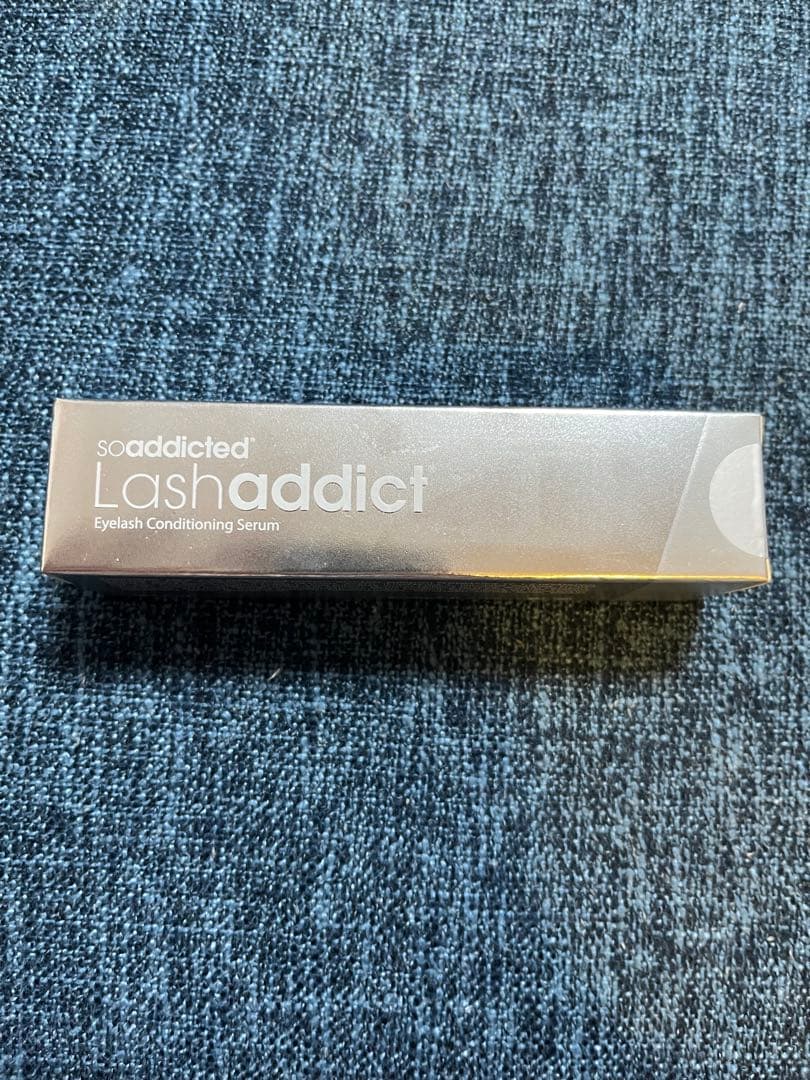 soaddicted®
Lashaddict
Eyelash Conditioning Serum